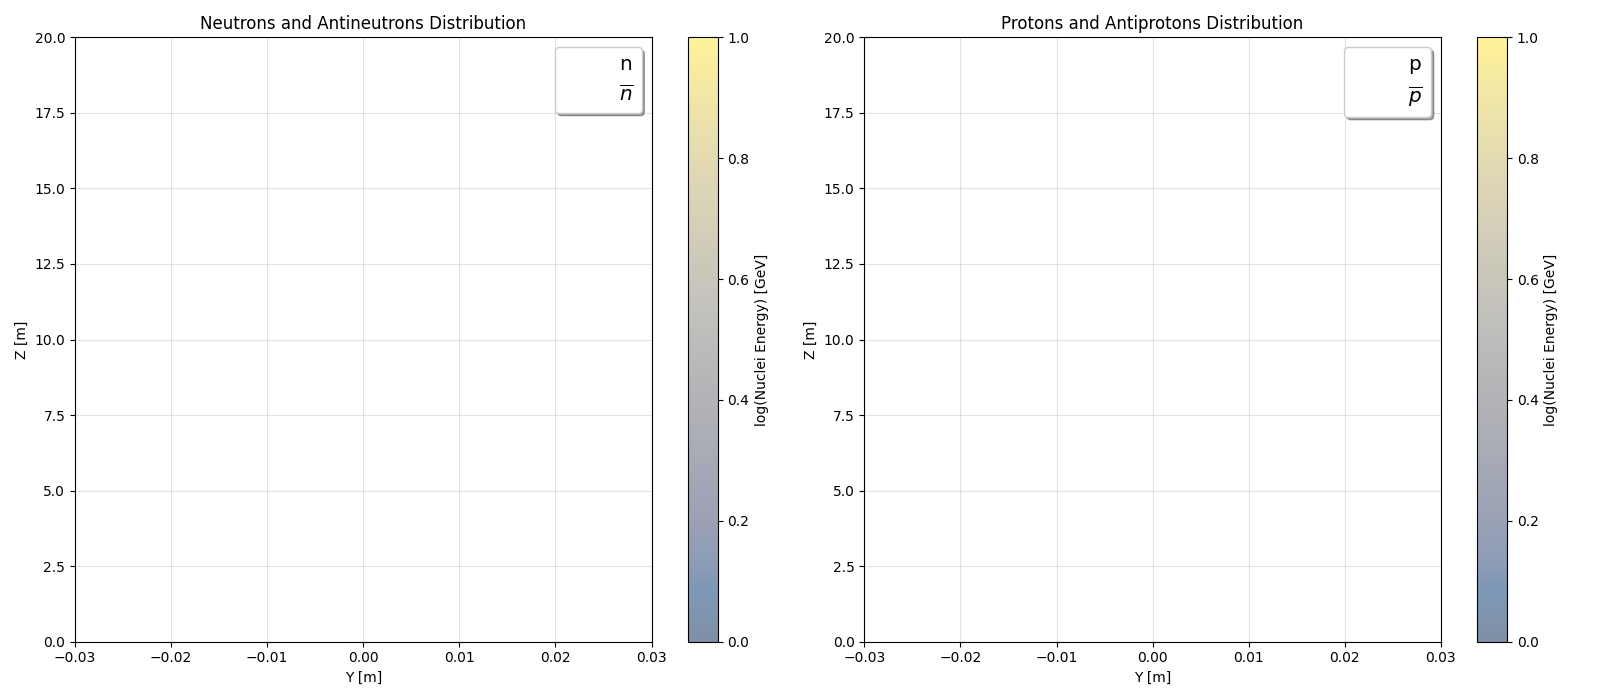 Neutrons and Antineutrons Distribution
20.0
17.5
15.0
12.5
10.0
7.5
5.0
2.5
0.0
Z [m]
−0.03 −0.02 −0.01 0.00 0.01 0.02 0.03
Y [m]
n
n̅
1.0
0.8
0.6
0.4
0.2
0.0
log(Nuclei Energy) [GeV]
Protons and Antiprotons Distribution
20.0
17.5
15.0
12.5
10.0
7.5
5.0
2.5
0.0
Z [m]
−0.03 −0.02 −0.01 0.00 0.01 0.02 0.03
Y [m]
p
p̅
1.0
0.8
0.6
0.4
0.2
0.0
log(Nuclei Energy) [GeV]